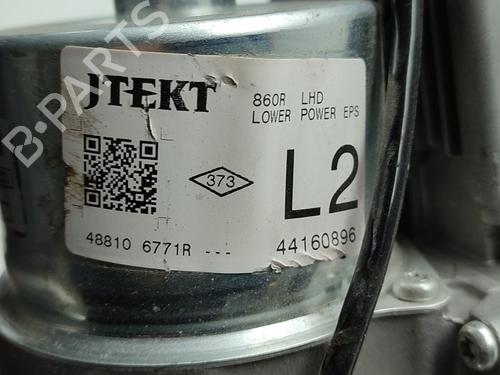 JTEKT
860R LHD
LOWER POWER EPS
373
L2
48810 6771R ---
44160896
B-PARTS